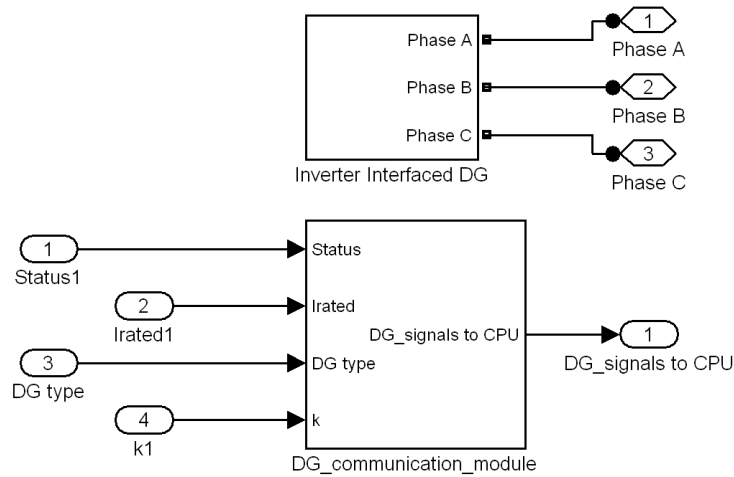 Phase A
1
Phase A
Phase B
2
Phase B
Phase C
3
Phase C
Inverter Interfaced DG
1
Status1
Status
2
Irated1
Irated
DG_signals to CPU
1
DG_signals to CPU
3
DG type
DG type
4
k1
k
DG_communication_module